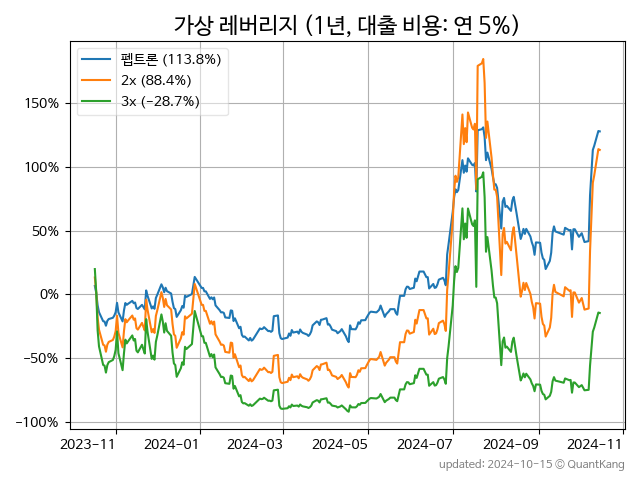 가상 레버리지 (1년, 대출 비용: 연 5%)
펩트론 (113.8%)
2x (88.4%)
3x (−28.7%)
150%
100%
50%
0%
−50%
−100%
2023-11 2024-01 2024-03 2024-05 2024-07 2024-09 2024-11
updated: 2024-10-15 ⓒ QuantKang